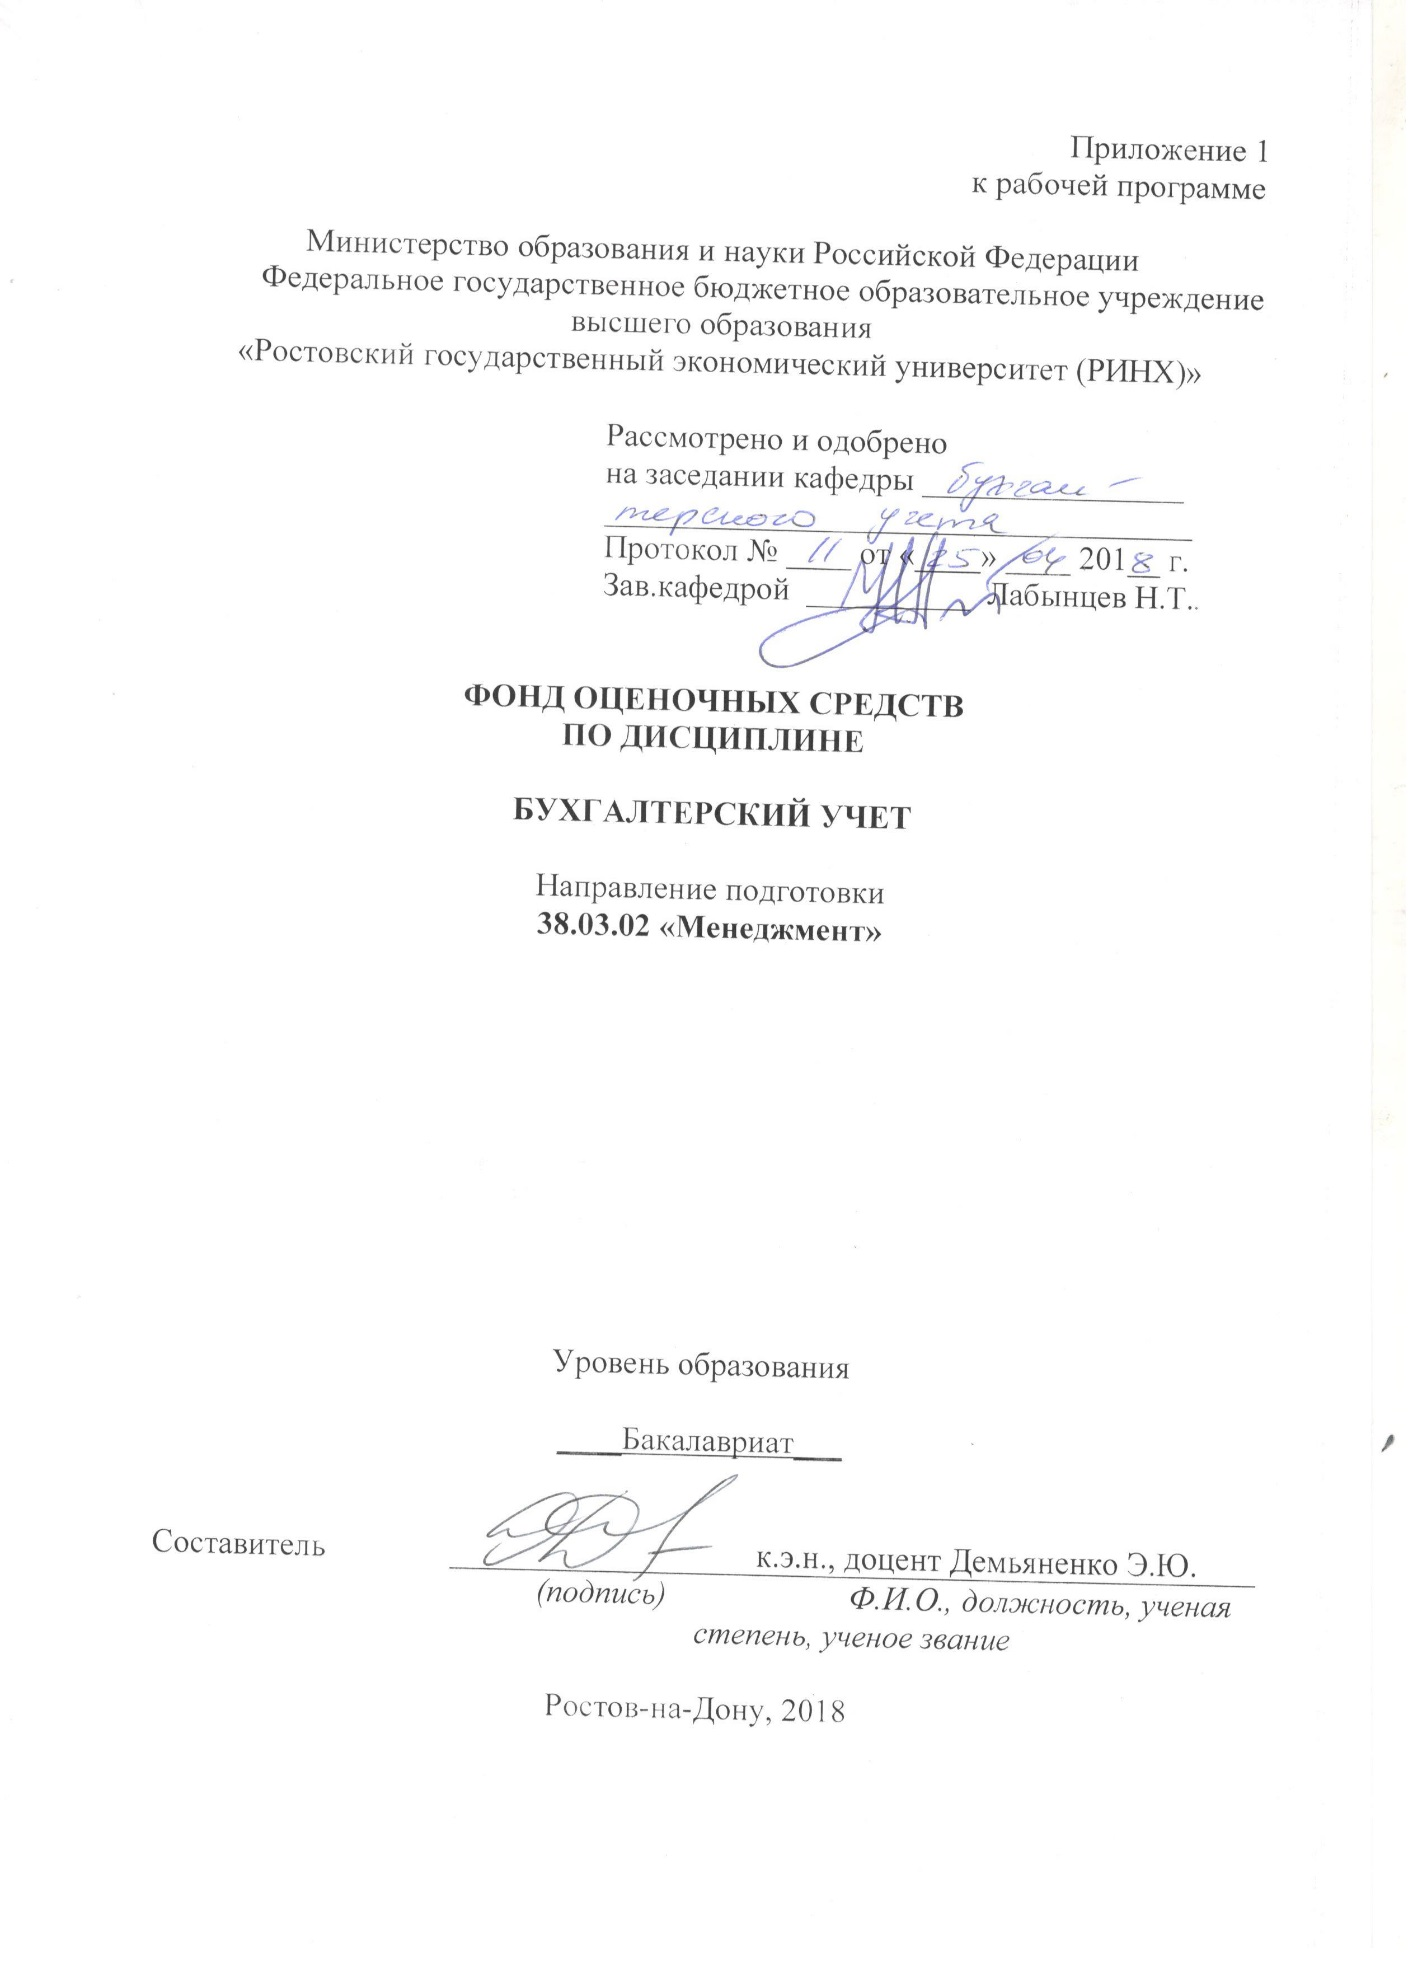 Приложение 1
к рабочей программе
Министерство образования и науки Российской Федерации
Федеральное государственное бюджетное образовательное учреждение
высшего образования
«Ростовский государственный экономический университет (РИНХ)»
Рассмотрено и одобрено
на заседании кафедры бухгал-
терского учета
Протокол № 11 от «25» 04 2018 г.
Зав.кафедрой Лабынцев Н.Т..
ФОНД ОЦЕНОЧНЫХ СРЕДСТВ
ПО ДИСЦИПЛИНЕ
БУХГАЛТЕРСКИЙ УЧЕТ
Направление подготовки
38.03.02 «Менеджмент»
Уровень образования
Бакалавриат
Составитель к.э.н., доцент Демьяненко Э.Ю.
(подпись) Ф.И.О., должность, ученая
степень, ученое звание
Ростов-на-Дону, 2018